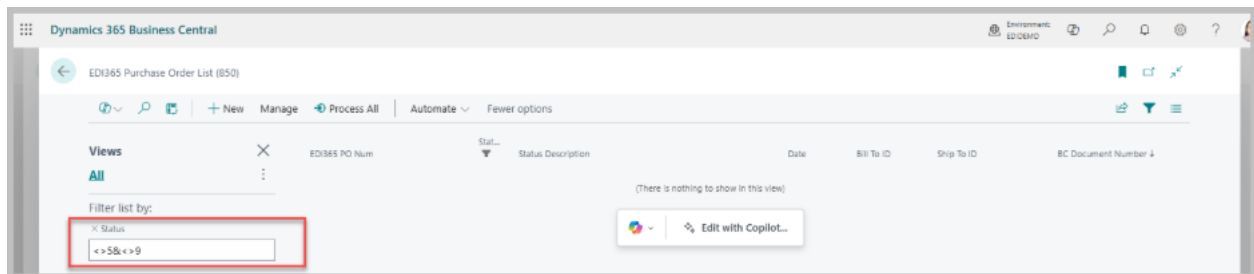 Dynamics 365 Business Central
Environment:
EDIDEMO
?
EDI365 Purchase Order List (850)
+ New Manage Process All Automate Fewer options
Views
All
Filter list by:
× Status
<>5&<>9
EDI365 PO Num Stat... Status Description Date Bill To ID Ship To ID BC Document Number ↓
(There is nothing to show in this view)
Edit with Copilot...